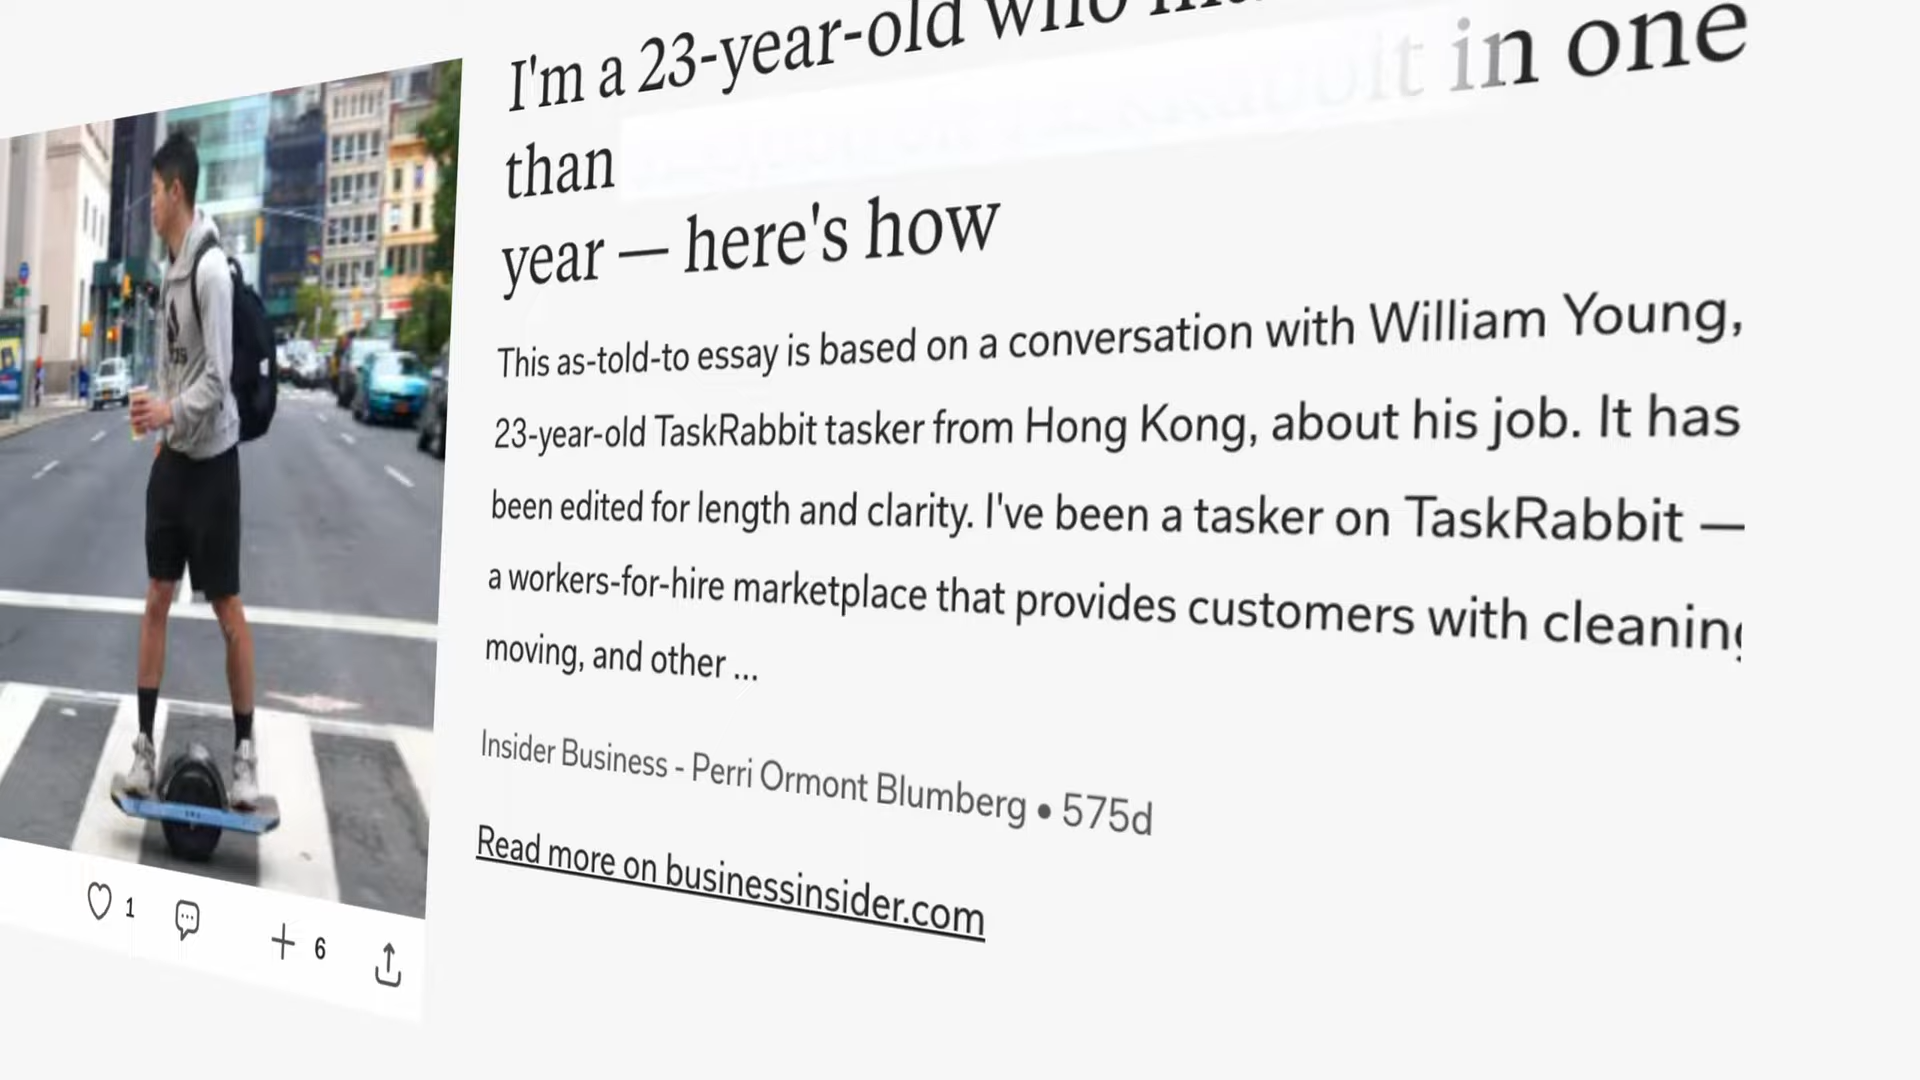 I'm a 23-year-old who
than in one
year — here's how
This as-told-to essay is based on a conversation with William Young,
23-year-old TaskRabbit tasker from Hong Kong, about his job. It has
been edited for length and clarity. I've been a tasker on TaskRabbit —
a workers-for-hire marketplace that provides customers with cleaning
moving, and other ...
Insider Business - Perri Ormont Blumberg • 575d
Read more on businessinsider.com
1
6